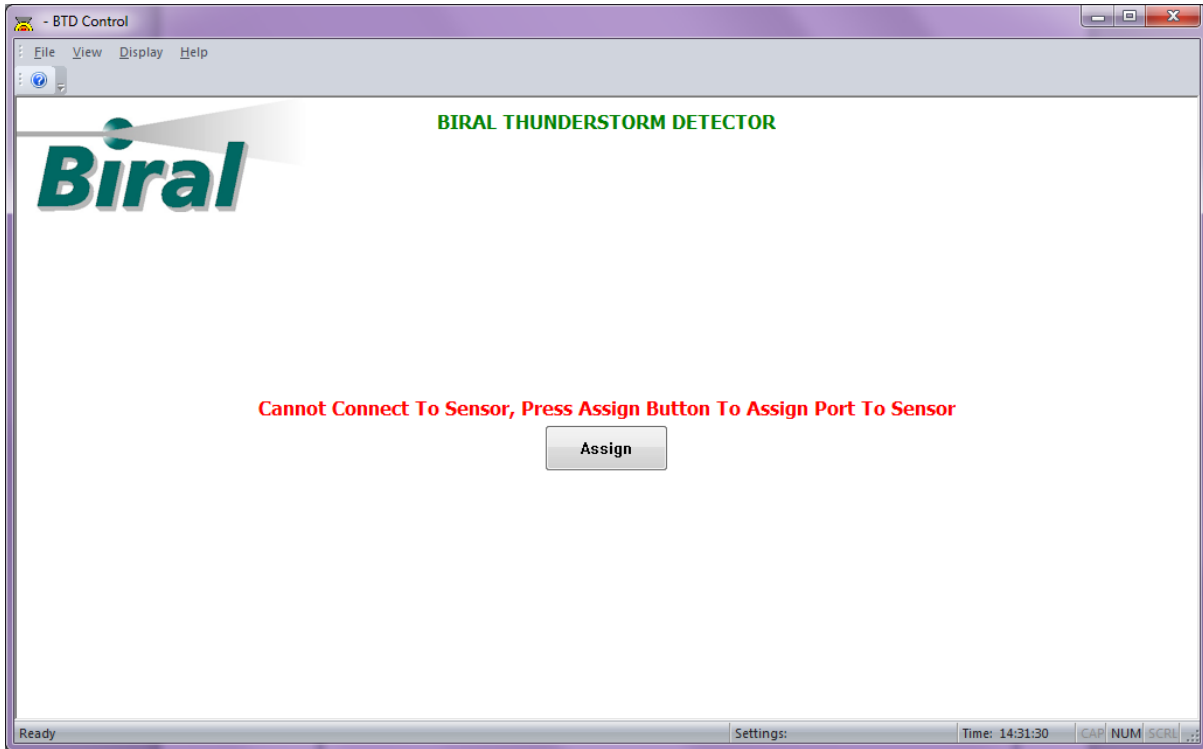 - BTD Control
File View Display Help
BIRAL THUNDERSTORM DETECTOR
Biral
Cannot Connect To Sensor, Press Assign Button To Assign Port To Sensor
Assign
Ready Settings: Time: 14:31:30 CAP NUM SCRL